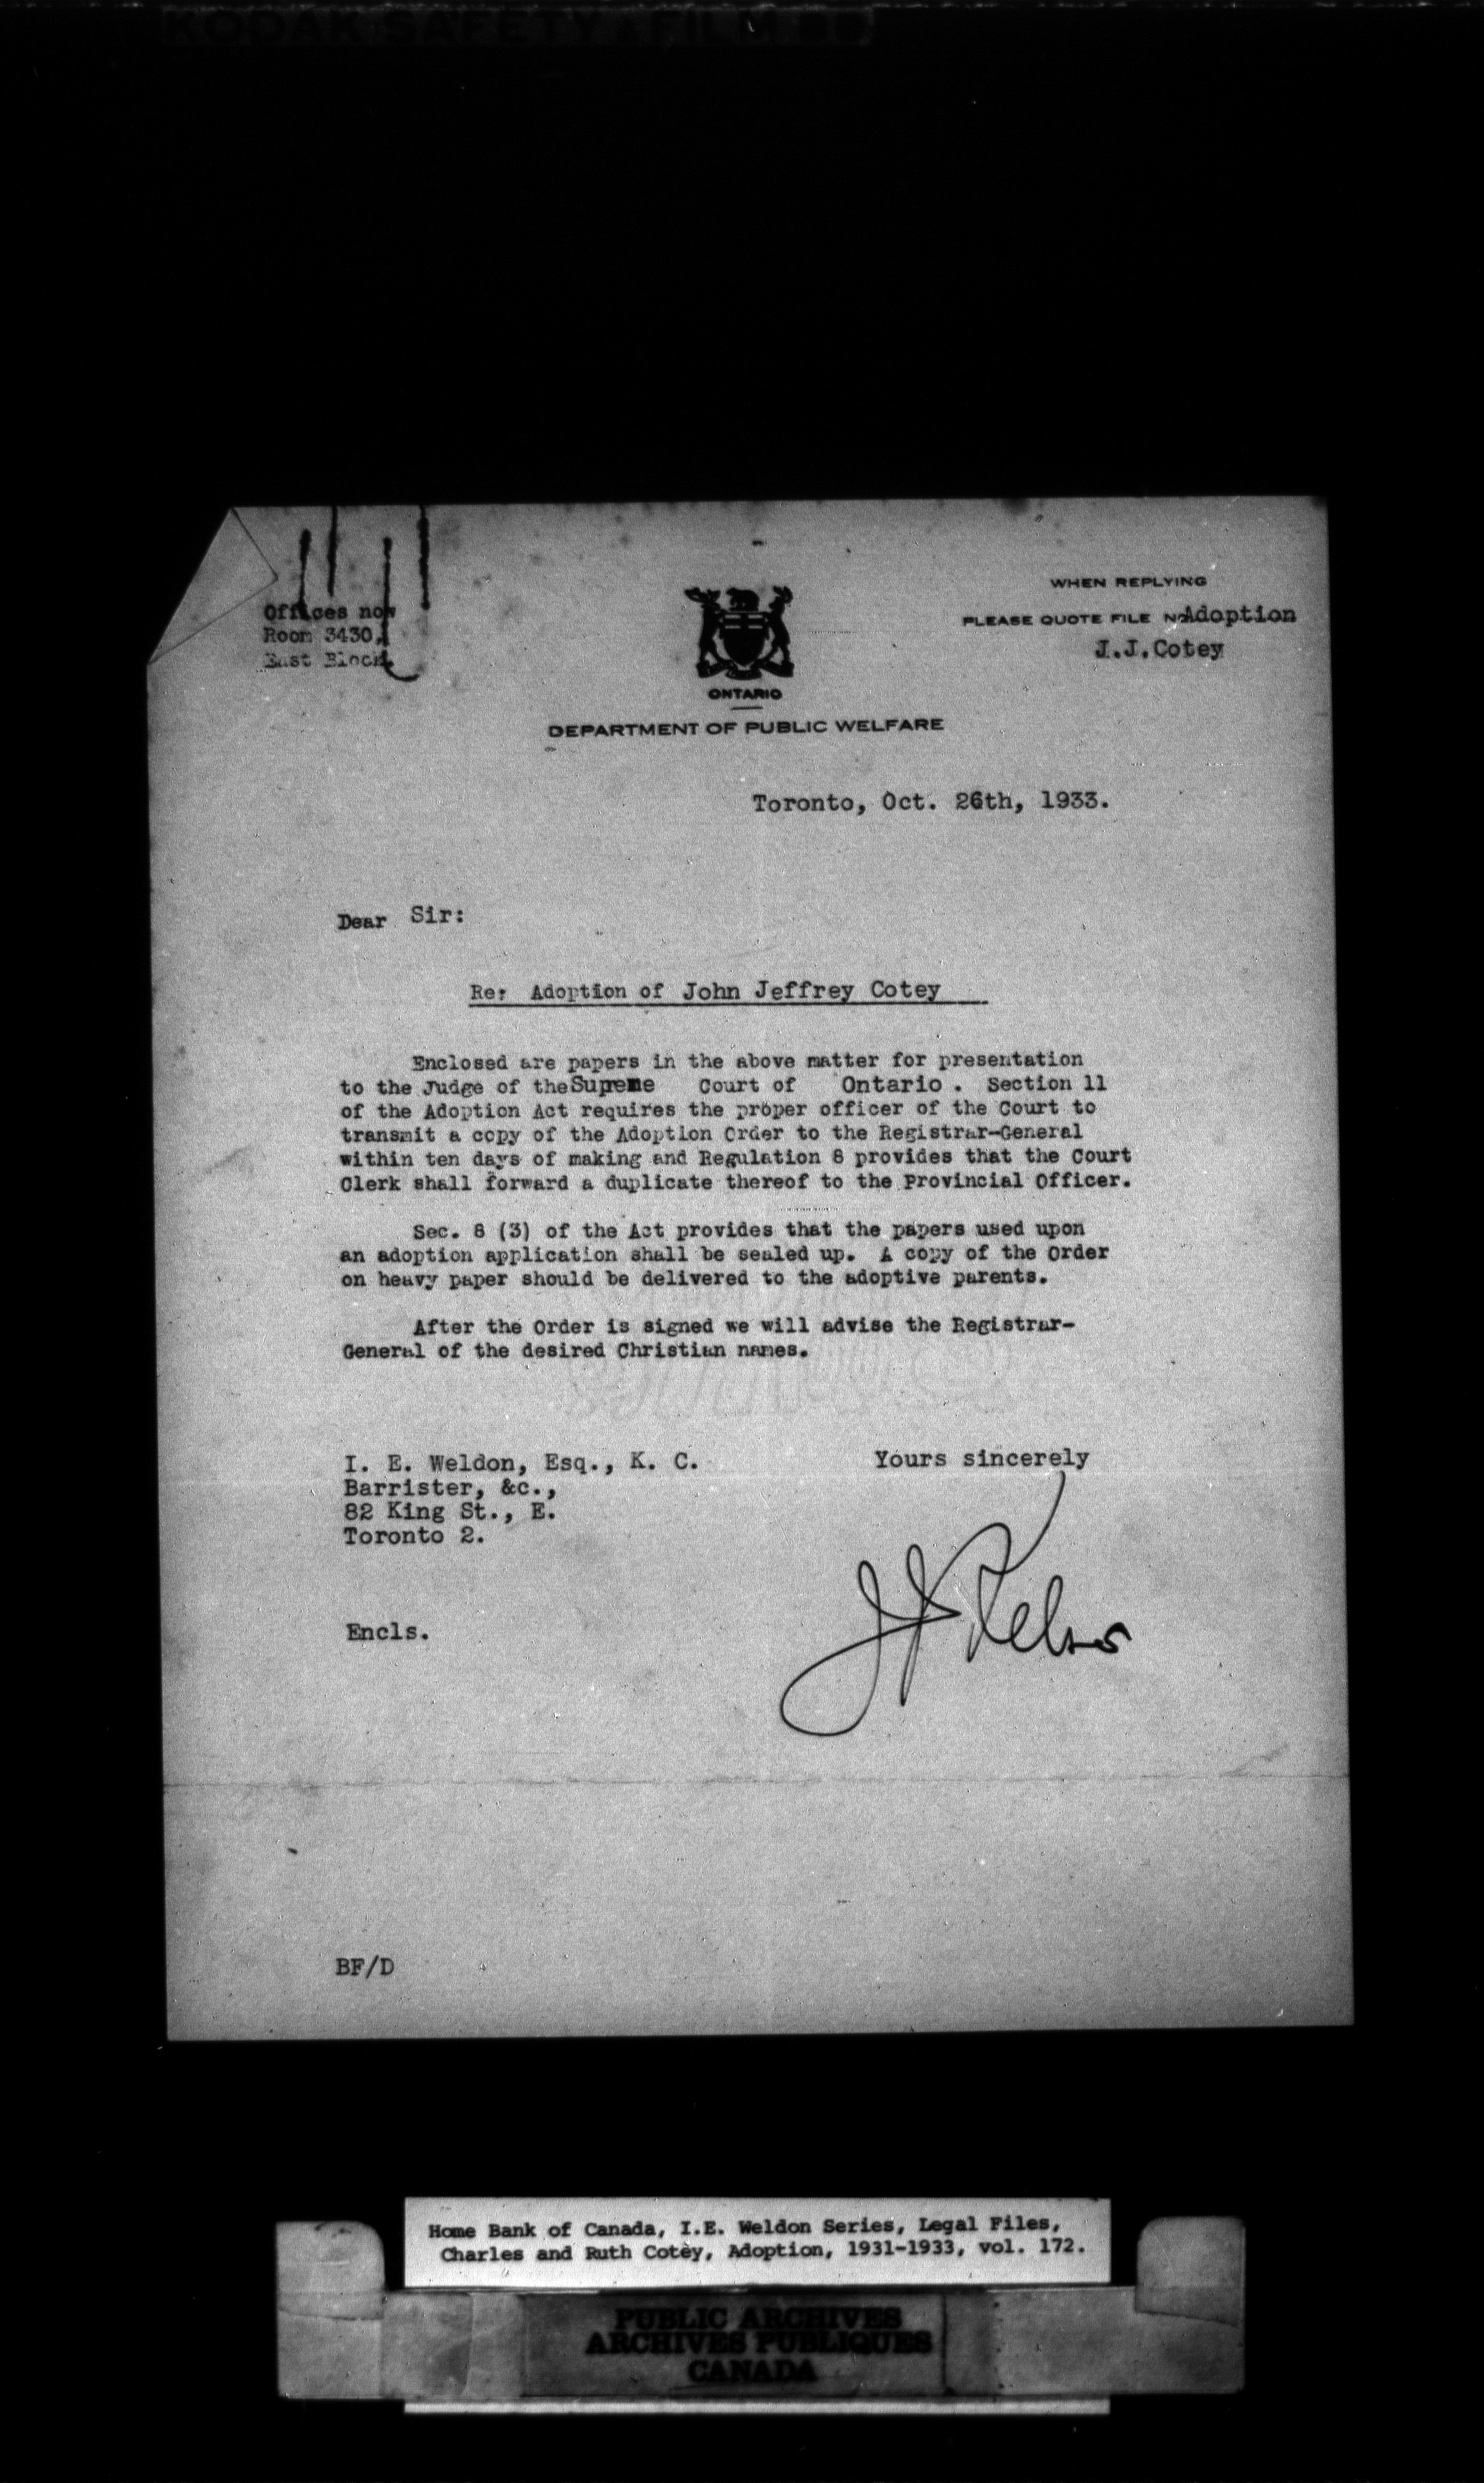 KODAK SAFETY FILM
Offices now
Room 3430,
East Block.
WHEN REPLYING
PLEASE QUOTE FILE No Adoption
J.J.Cotey
ONTARIO
DEPARTMENT OF PUBLIC WELFARE
Toronto, Oct. 26th, 1933.
Dear Sir:
Re: Adoption of John Jeffrey Cotey
Enclosed are papers in the above matter for presentation
to the Judge of the Supreme Court of Ontario. Section 11
of the Adoption Act requires the proper officer of the Court to
transmit a copy of the Adoption Order to the Registrar-General
within ten days of making and Regulation 8 provides that the Court
Clerk shall forward a duplicate thereof to the Provincial Officer.
Sec. 8 (3) of the Act provides that the papers used upon
an adoption application shall be sealed up. A copy of the Order
on heavy paper should be delivered to the adoptive parents.
After the Order is signed we will advise the Registrar-
General of the desired Christian names.
I. E. Weldon, Esq., K. C.
Barrister, &c.,
82 King St., E.
Toronto 2.
Yours sincerely
JJ Kelso
Encls.
BF/D
Home Bank of Canada, I.E. Weldon Series, Legal Files,
Charles and Ruth Cotèy, Adoption, 1931-1933, vol. 172.
PUBLIC ARCHIVES
ARCHIVES PUBLIQUES
CANADA